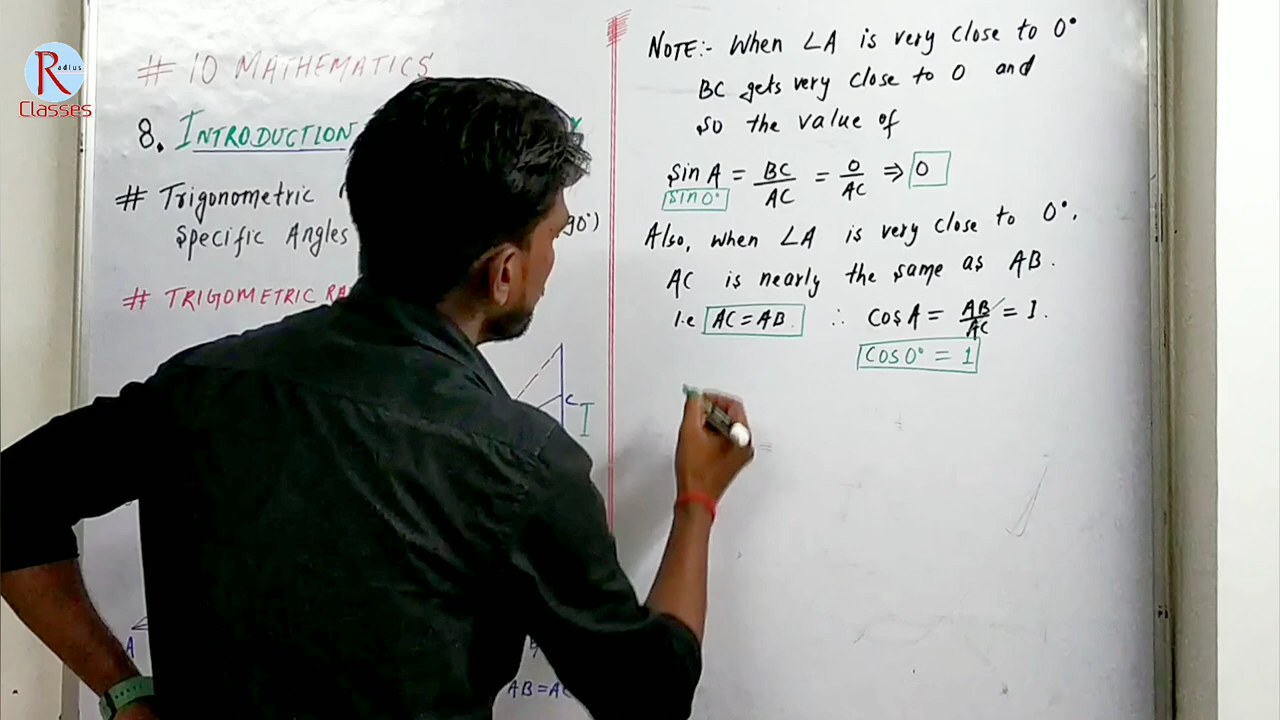 Radius
Classes
# 10 MATHEMATICS
8. INTRODUCTION
# Trigonometric
Specific Angles
90°)
# TRIGOMETRIC RA
C
I
A
AB=AC
NOTE:- When ∠A is very close to 0°
BC gets very close to 0 and
so the value of
sin A = BC/AC = 0/AC ⇒ 0
sin 0°
Also, when ∠A is very close to 0°.
AC is nearly the same as AB.
i.e AC = AB. ∴ cos A = AB/AC = 1.
cos 0° = 1